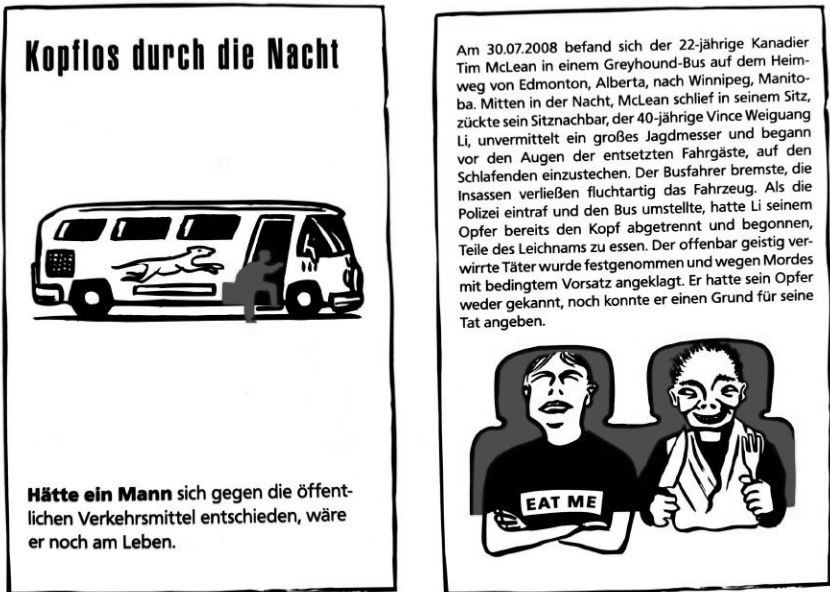 Kopflos durch die Nacht
Hätte ein Mann sich gegen die öffent-
lichen Verkehrsmittel entschieden, wäre
er noch am Leben.
Am 30.07.2008 befand sich der 22-jährige Kanadier
Tim McLean in einem Greyhound-Bus auf dem Heim-
weg von Edmonton, Alberta, nach Winnipeg, Manito-
ba. Mitten in der Nacht, McLean schlief in seinem Sitz,
zückte sein Sitznachbar, der 40-jährige Vince Weiguang
Li, unvermittelt ein großes Jagdmesser und begann
vor den Augen der entsetzten Fahrgäste, auf den
Schlafenden einzustechen. Der Busfahrer bremste, die
Insassen verließen fluchtartig das Fahrzeug. Als die
Polizei eintraf und den Bus umstellte, hatte Li seinem
Opfer bereits den Kopf abgetrennt und begonnen,
Teile des Leichnams zu essen. Der offenbar geistig ver-
wirrte Täter wurde festgenommen und wegen Mordes
mit bedingtem Vorsatz angeklagt. Er hatte sein Opfer
weder gekannt, noch konnte er einen Grund für seine
Tat angeben.
EAT ME